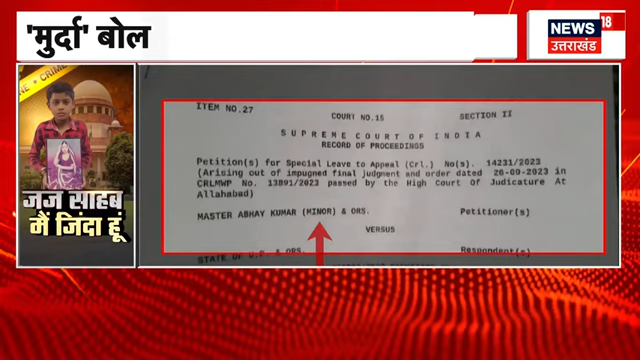 'मुर्दा' बोल
NEWS 18
उत्तराखंड
CRIME
जज साहब
मैं जिंदा हूं
ITEM NO.27 COURT NO.15 SECTION II
SUPREME COURT OF INDIA
RECORD OF PROCEEDINGS
Petition(s) for Special Leave to Appeal (Crl.) No(s). 14231/2023
(Arising out of impugned final judgment and order dated 26-09-2023 in
CRLMWP No. 13891/2023 passed by the High Court Of Judicature At
Allahabad)
MASTER ABHAY KUMAR (MINOR) & ORS. Petitioner(s)
VERSUS
STATE OF U.P. & ORS. Respondent(s)